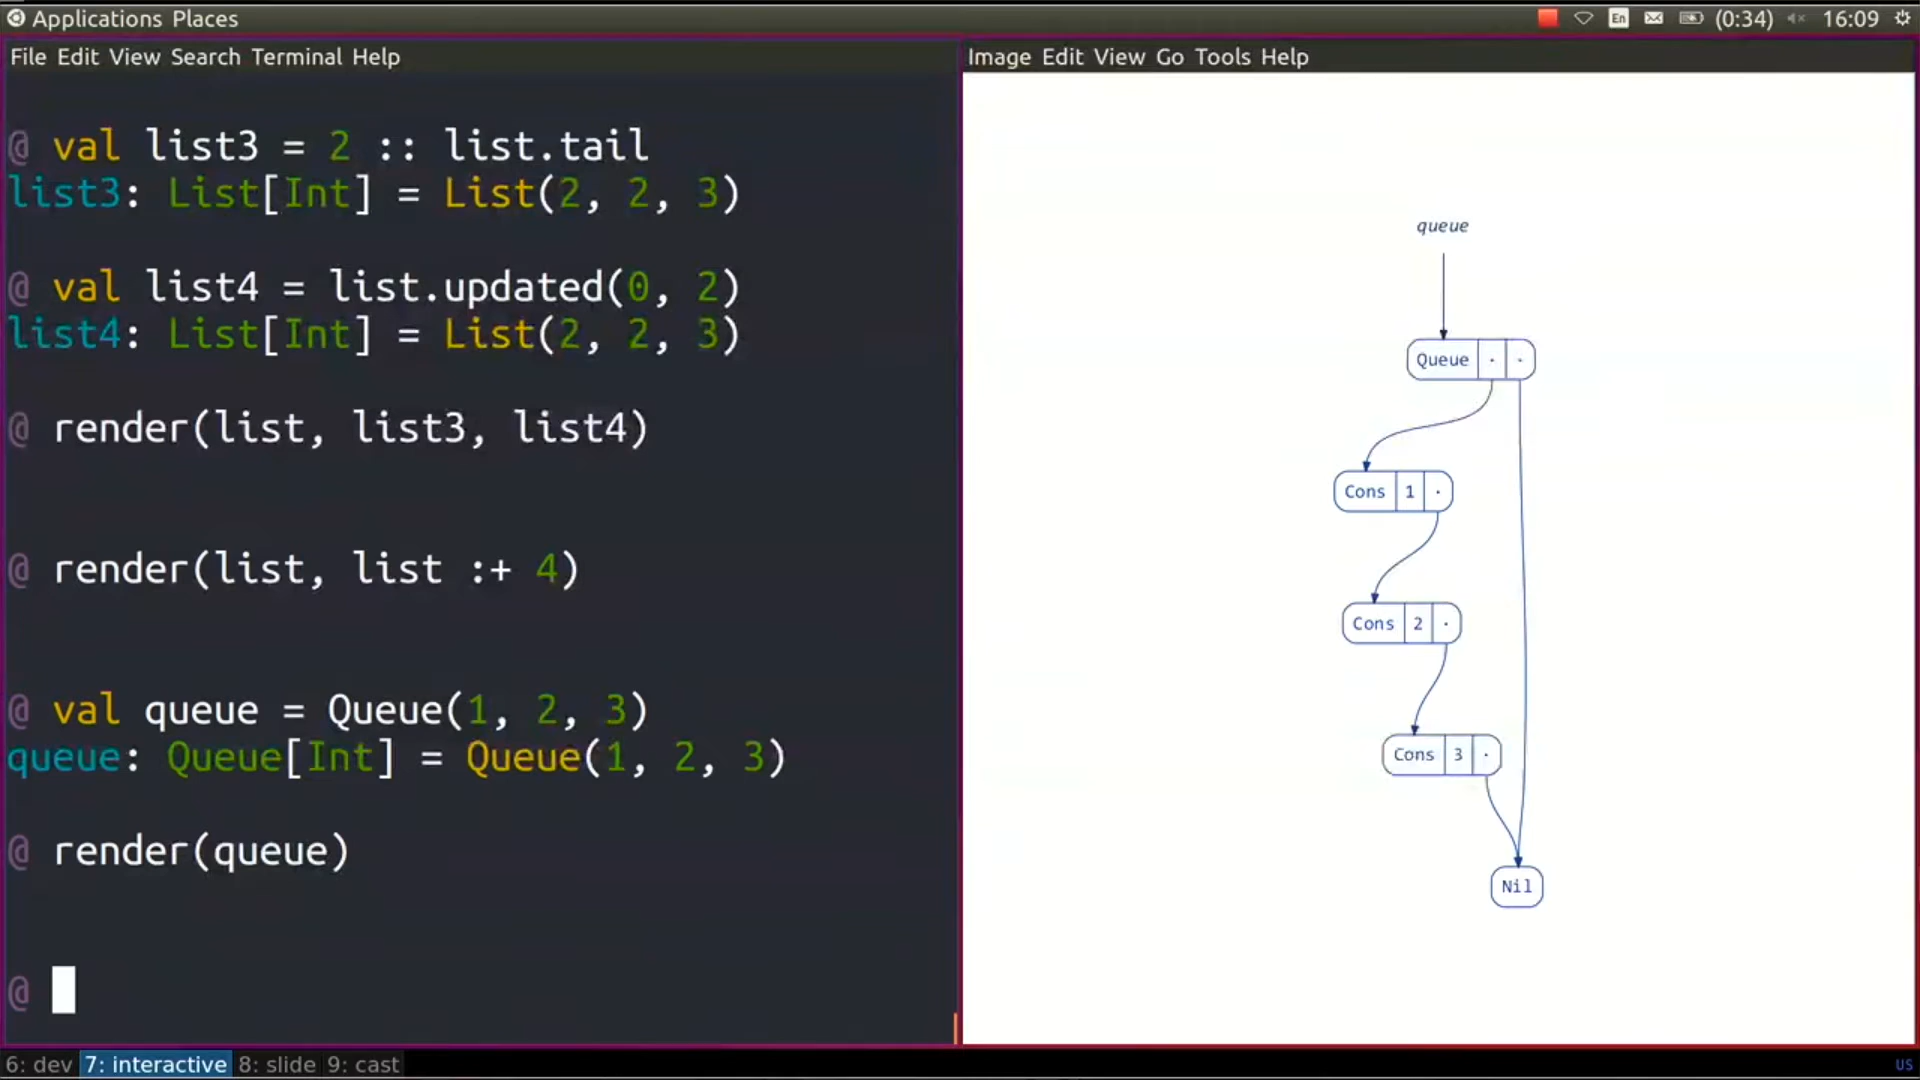 Applications Places
En (0:34) 16:09
File Edit View Search Terminal Help
@ val list3 = 2 :: list.tail
list3: List[Int] = List(2, 2, 3)
@ val list4 = list.updated(0, 2)
list4: List[Int] = List(2, 2, 3)
@ render(list, list3, list4)
@ render(list, list :+ 4)
@ val queue = Queue(1, 2, 3)
queue: Queue[Int] = Queue(1, 2, 3)
@ render(queue)
@
Image Edit View Go Tools Help
queue
Queue · ·
Cons 1 ·
Cons 2 ·
Cons 3 ·
Nil
6: dev 7: interactive 8: slide 9: cast
US